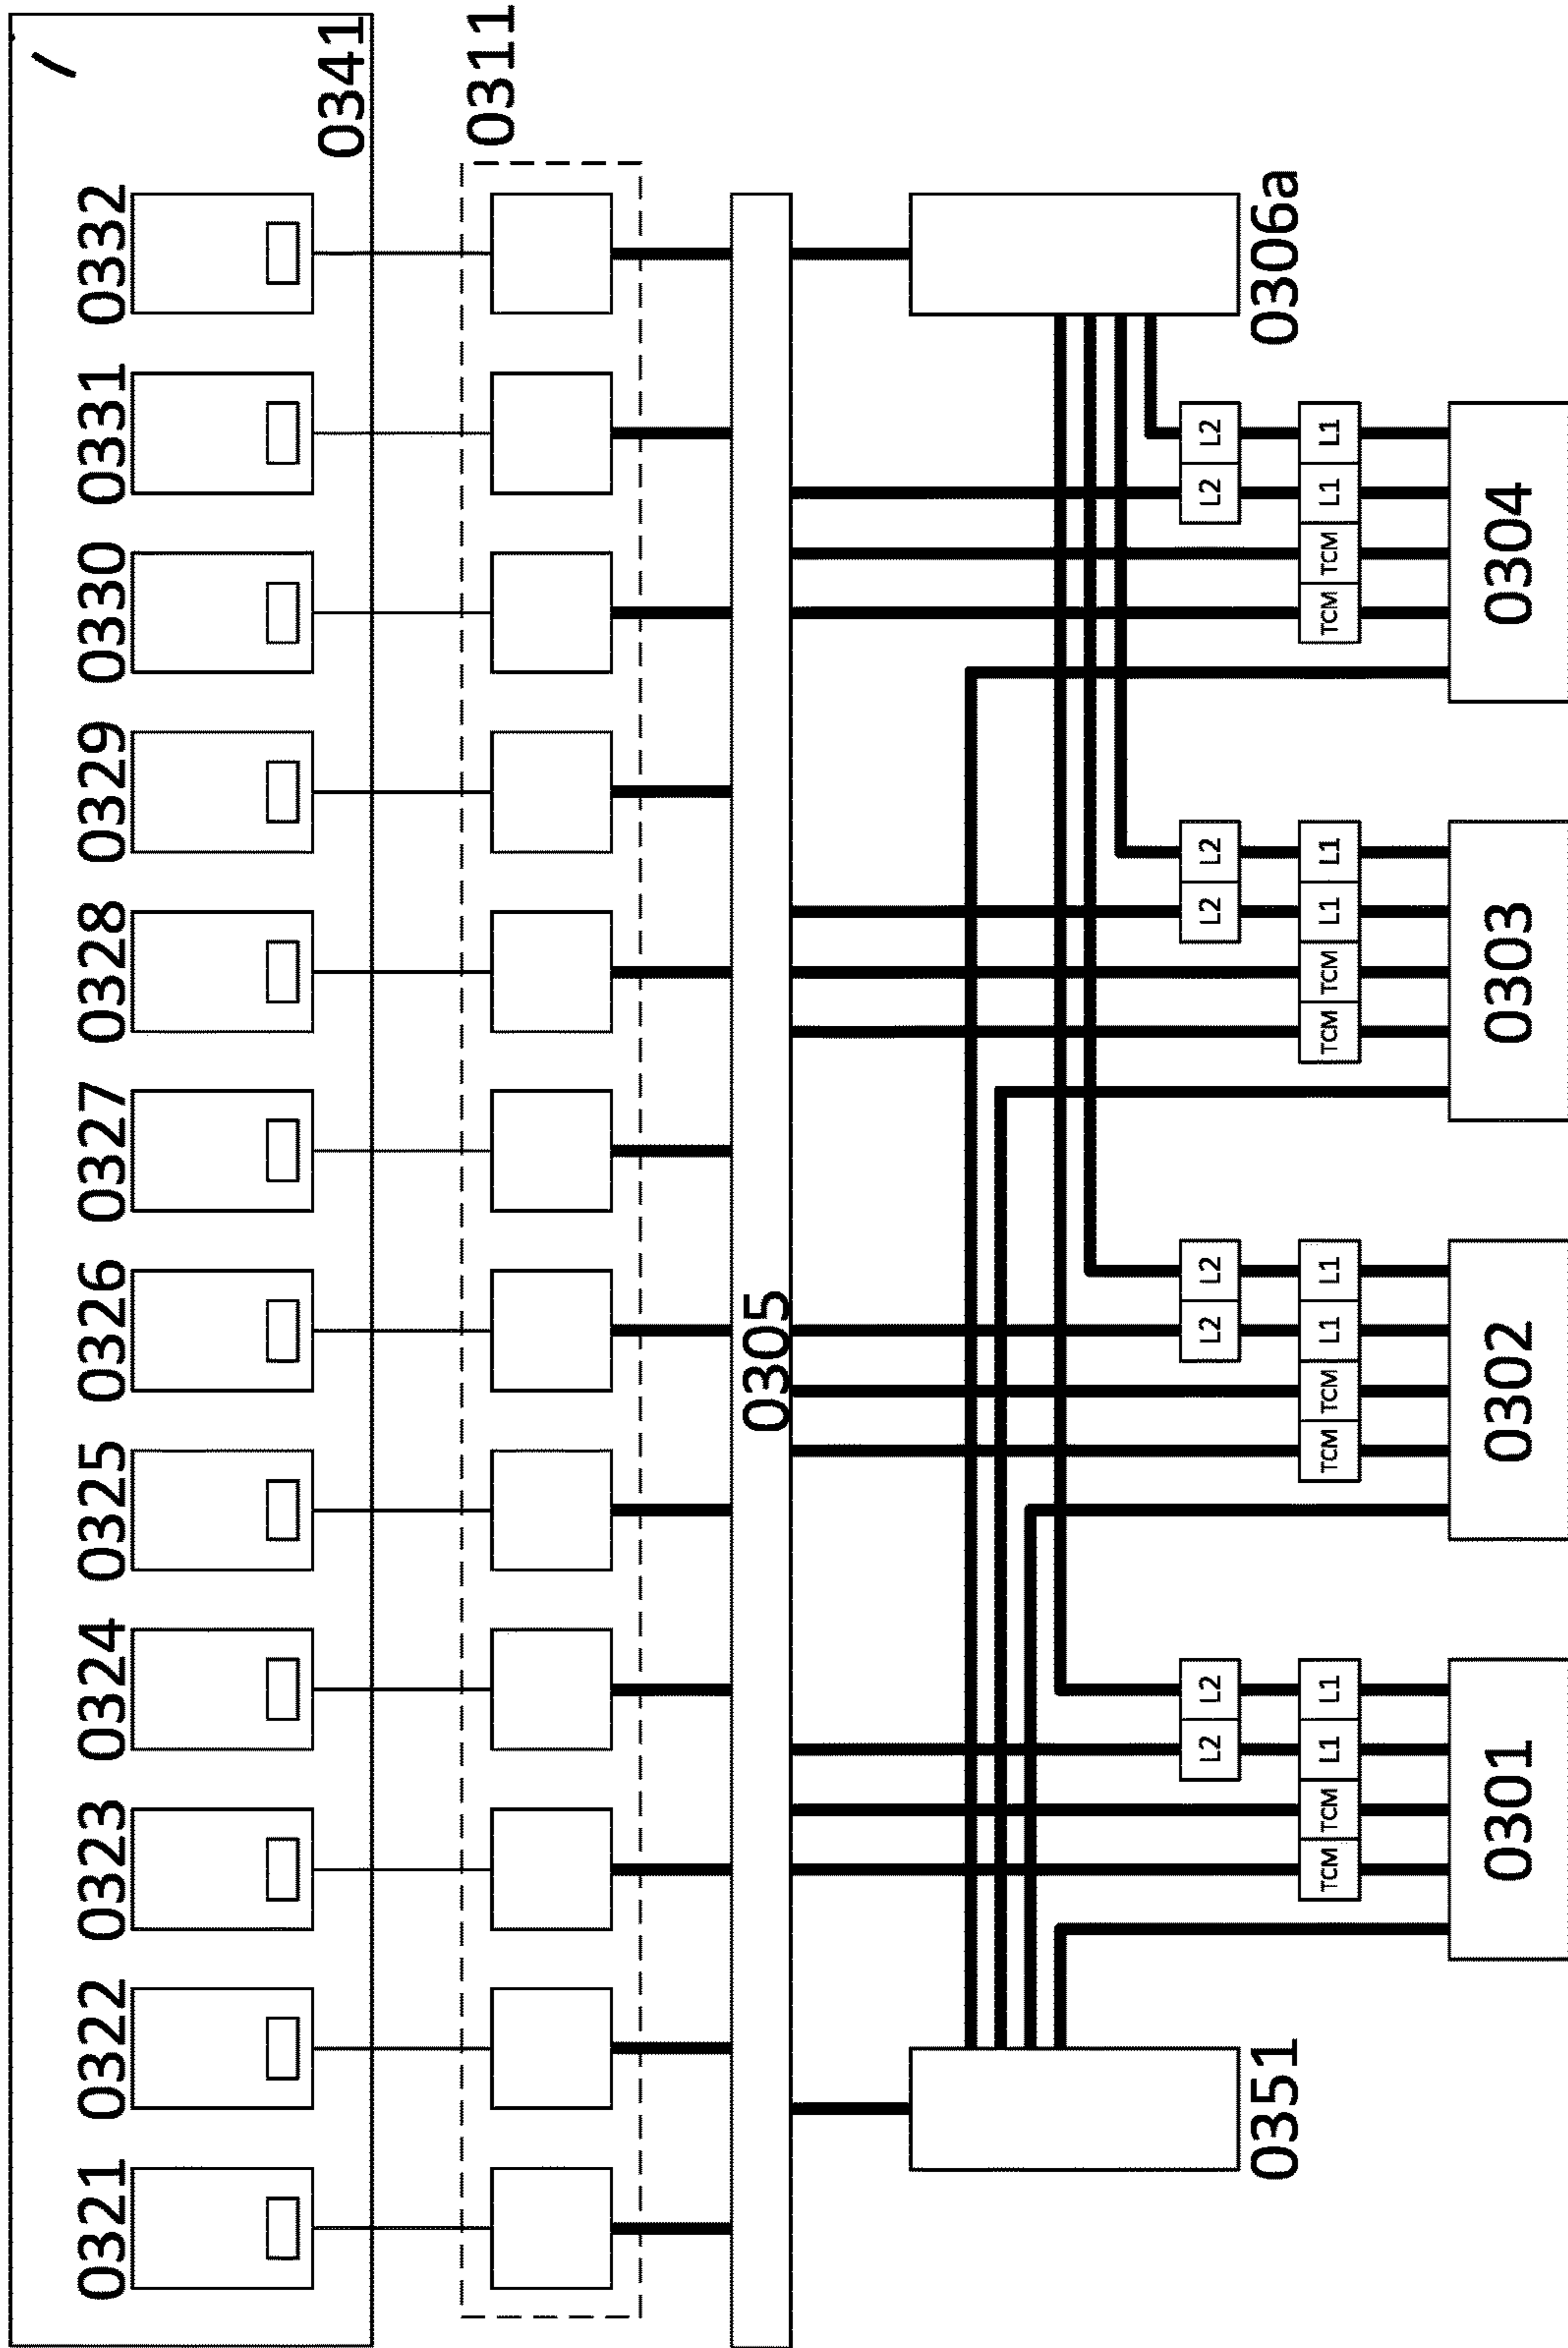 0321 0322 0323 0324 0325 0326 0327 0328 0329 0330 0331 0332
0341
0311
0305
0351 0306a
L2 L2 L2 L2 L2 L2 L2 L2
TCM TCM L1 L1 TCM TCM L1 L1 TCM TCM L1 L1 TCM TCM L1 L1
0301 0302 0303 0304